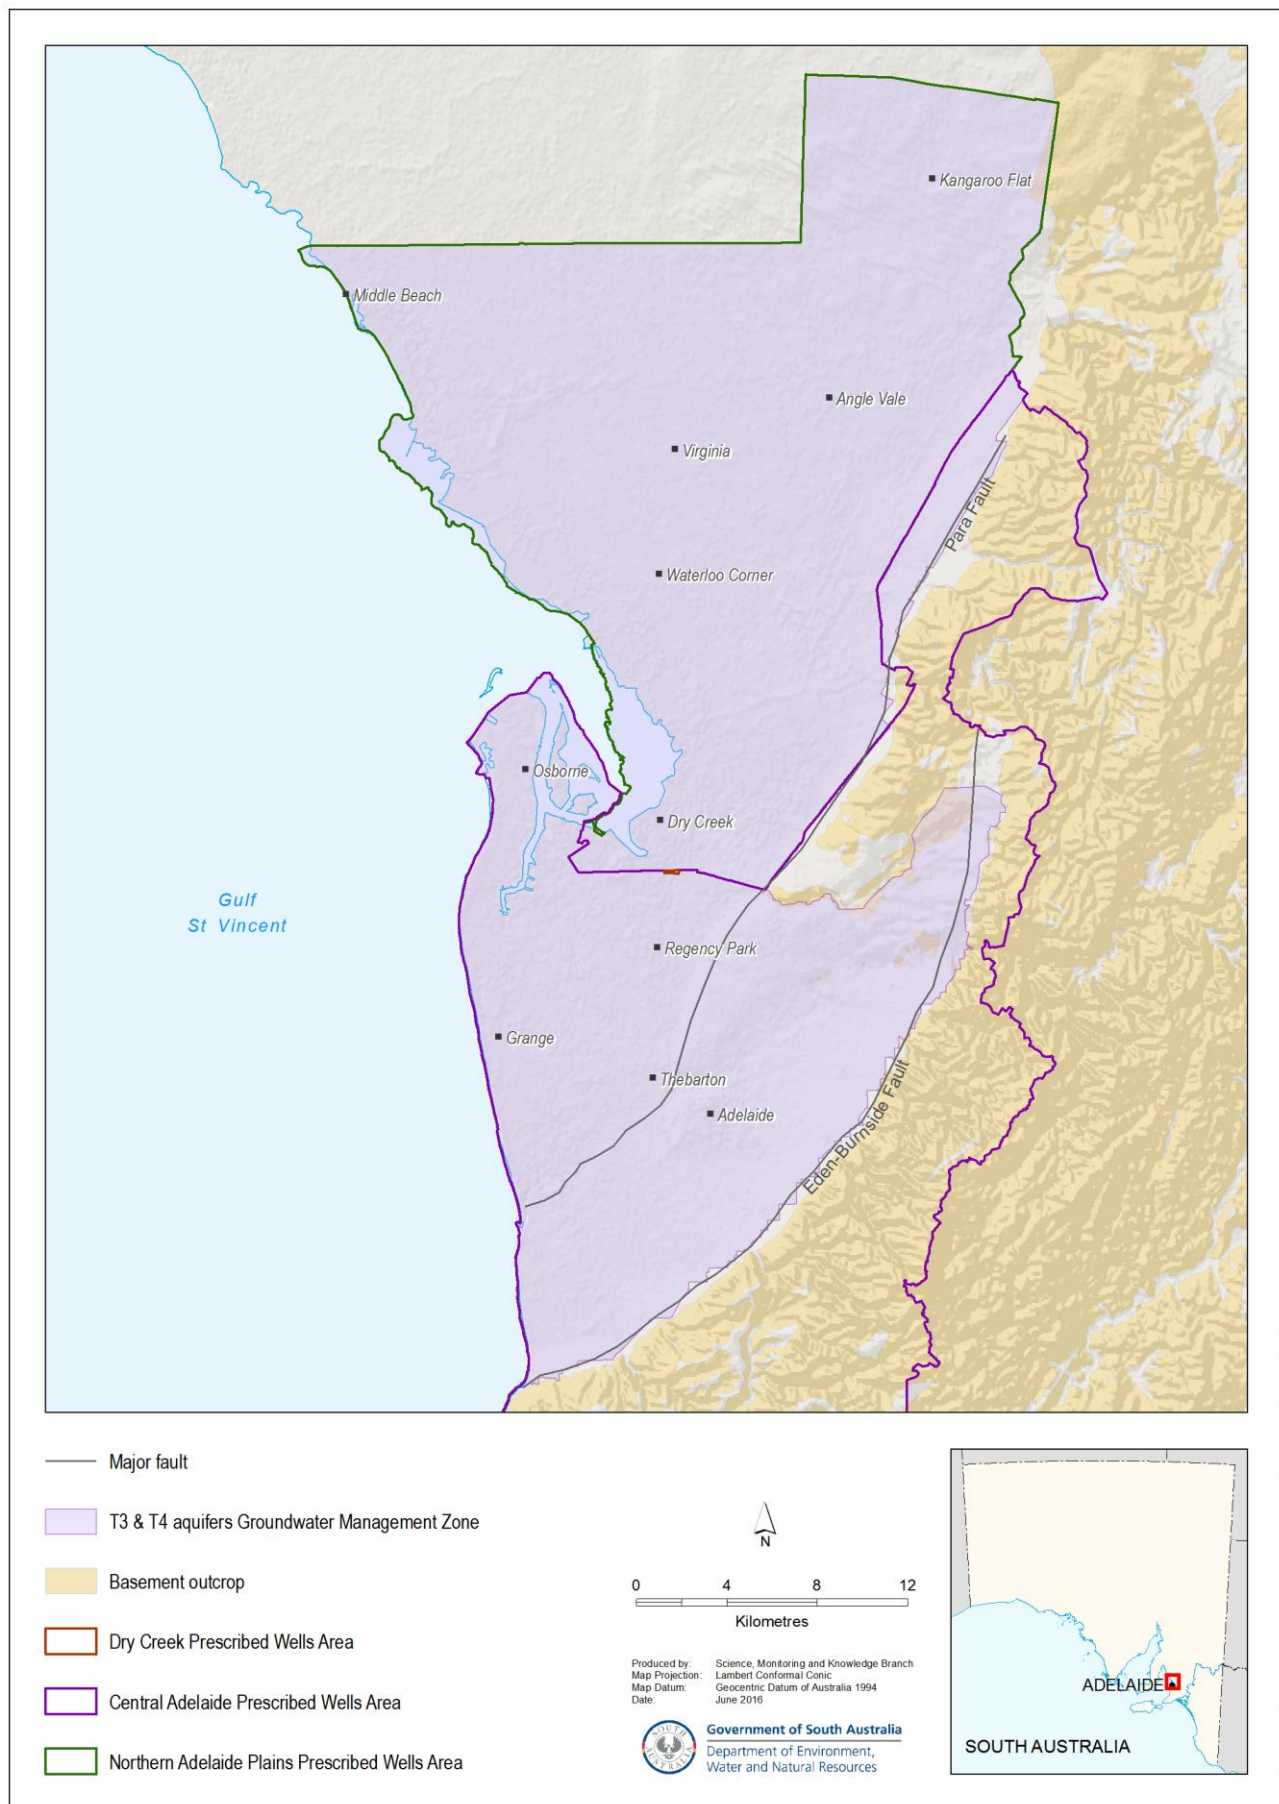 Kangaroo Flat
Middle Beach
Angle Vale
Virginia
Para Fault
Waterloo Corner
Osborne
Dry Creek
Gulf
St Vincent
Regency Park
Grange
Thebarton
Adelaide
Eden-Burnside Fault
Major fault
T3 & T4 aquifers Groundwater Management Zone
Basement outcrop
Dry Creek Prescribed Wells Area
Central Adelaide Prescribed Wells Area
Northern Adelaide Plains Prescribed Wells Area
N
0 4 8 12
Kilometres
Produced by: Science, Monitoring and Knowledge Branch
Map Projection: Lambert Conformal Conic
Map Datum: Geocentric Datum of Australia 1994
Date: June 2016
SOUTH
AUSTRALIA
Government of South Australia
Department of Environment,
Water and Natural Resources
ADELAIDE
SOUTH AUSTRALIA